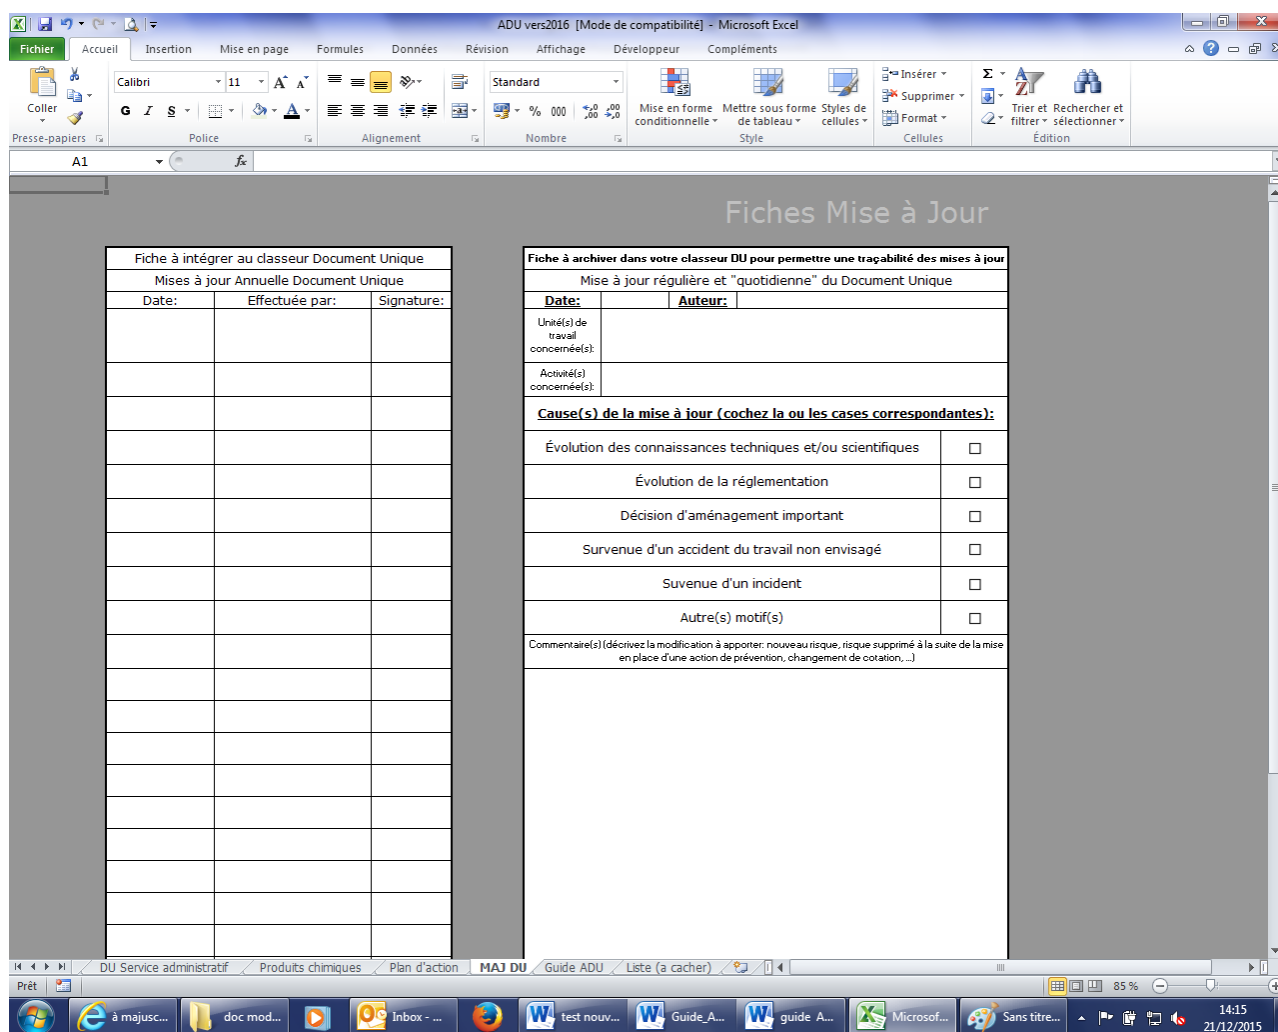 ADU vers2016 [Mode de compatibilité] - Microsoft Excel
Fichier Accueil Insertion Mise en page Formules Données Révision Affichage Développeur Compléments
Coller
Calibri 11
G I S
Standard
% 000
Mise en forme conditionnelle
Mettre sous forme de tableau
Styles de cellules
Insérer
Supprimer
Format
Trier et filtrer
Rechercher et sélectionner
Presse-papiers Police Alignement Nombre Style Cellules Édition
A1 fx
Fiches Mise à Jour
Fiche à intégrer au classeur Document Unique
Mises à jour Annuelle Document Unique
Date: Effectuée par: Signature:
Fiche à archiver dans votre classeur DU pour permettre une traçabilité des mises à jour
Mise à jour régulière et "quotidienne" du Document Unique
Date: Auteur:
Unité(s) de
travail
concernée(s):
Activité(s)
concernée(s):
Cause(s) de la mise à jour (cochez la ou les cases correspondantes):
Évolution des connaissances techniques et/ou scientifiques
Évolution de la réglementation
Décision d'aménagement important
Survenue d'un accident du travail non envisagé
Suvenue d'un incident
Autre(s) motif(s)
Commentaire(s) (décrivez la modification à apporter: nouveau risque, risque supprimé à la suite de la mise
en place d'une action de prévention, changement de cotation, ...)
DU Service administratif Produits chimiques Plan d'action MAJ DU Guide ADU Liste (a cacher)
Prêt 85 %
à majusc... doc mod... Inbox - ... test nouv... Guide_A... guide A... Microsof... Sans titre... 14:15
21/12/2015